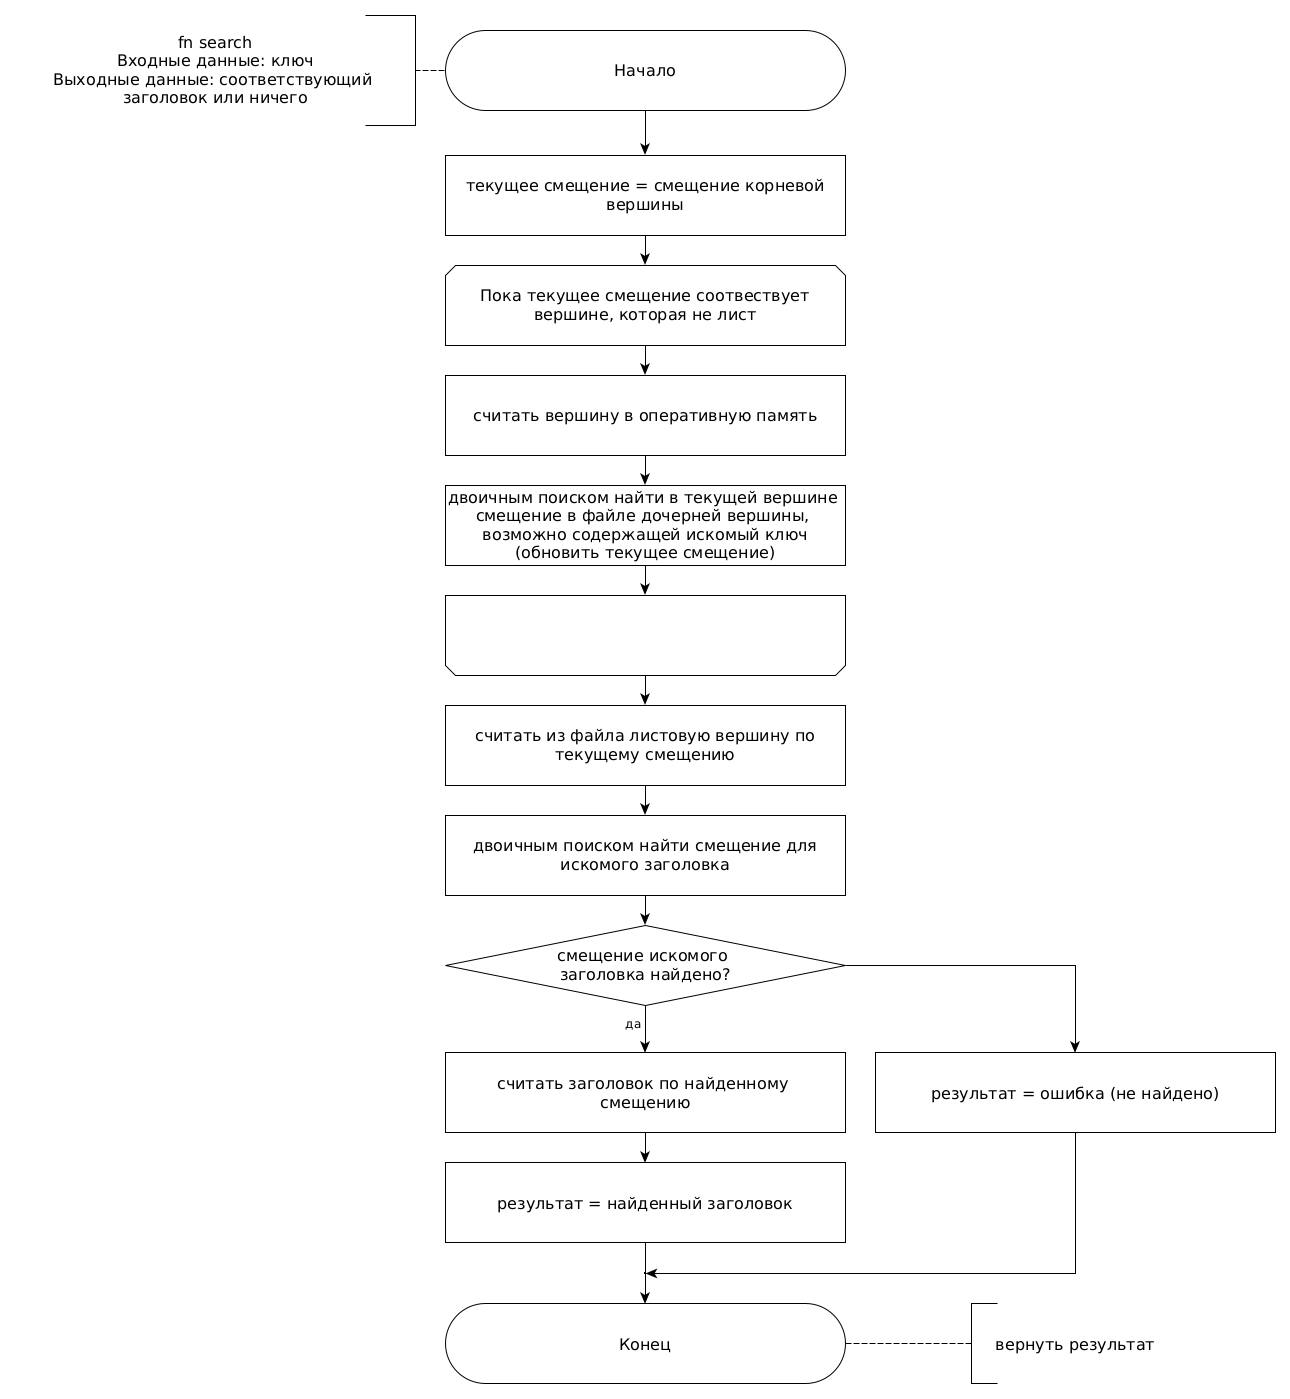 fn search
Входные данные: ключ
Выходные данные: соответствующий
заголовок или ничего
Начало
текущее смещение = смещение корневой
вершины
Пока текущее смещение соотвествует
вершине, которая не лист
считать вершину в оперативную память
двоичным поиском найти в текущей вершине
смещение в файле дочерней вершины,
возможно содержащей искомый ключ
(обновить текущее смещение)
считать из файла листовую вершину по
текущему смещению
двоичным поиском найти смещение для
искомого заголовка
смещение искомого
заголовка найдено?
да
считать заголовок по найденному
смещению
результат = ошибка (не найдено)
результат = найденный заголовок
Конец
вернуть результат